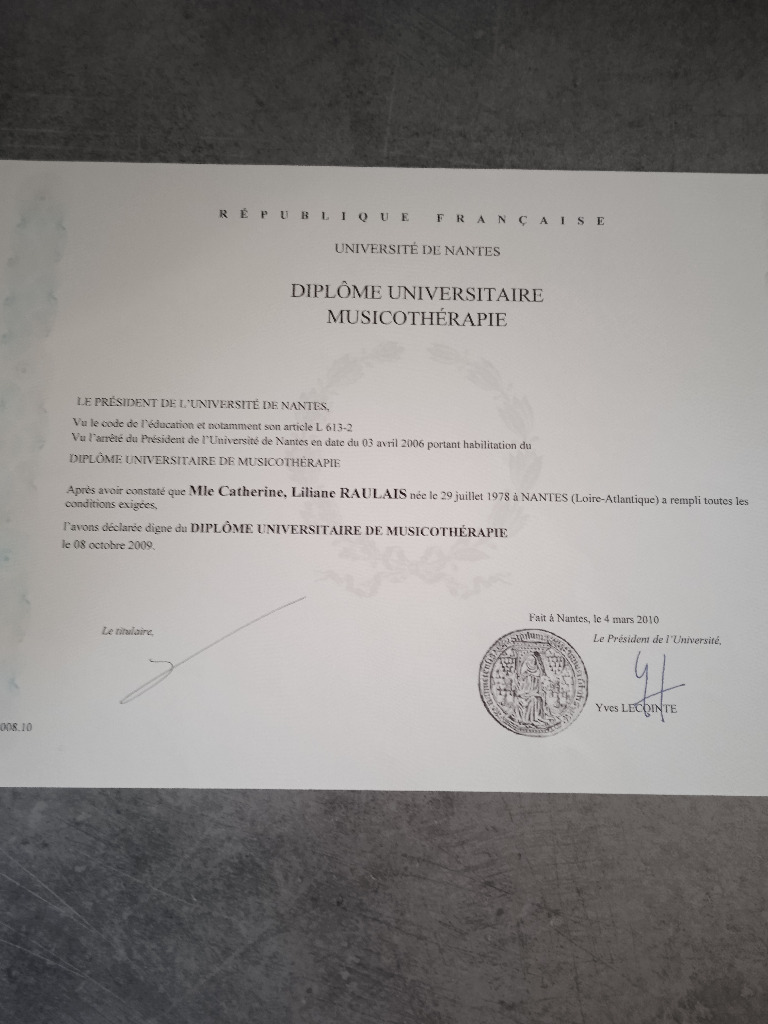 RÉPUBLIQUE FRANÇAISE
UNIVERSITÉ DE NANTES
DIPLÔME UNIVERSITAIRE
MUSICOTHÉRAPIE
LE PRÉSIDENT DE L'UNIVERSITÉ DE NANTES,
Vu le code de l'éducation et notamment son article L 613-2
Vu l'arrêté du Président de l'Université de Nantes en date du 03 avril 2006 portant habilitation du
DIPLÔME UNIVERSITAIRE DE MUSICOTHÉRAPIE
Après avoir constaté que Mle Catherine, Liliane RAULAIS née le 29 juillet 1978 à NANTES (Loire-Atlantique) a rempli toutes les
conditions exigées,
l'avons déclarée digne du DIPLÔME UNIVERSITAIRE DE MUSICOTHÉRAPIE
le 08 octobre 2009.
Fait à Nantes, le 4 mars 2010
Le titulaire,
Le Président de l'Université,
Yves LECOINTE
008.10